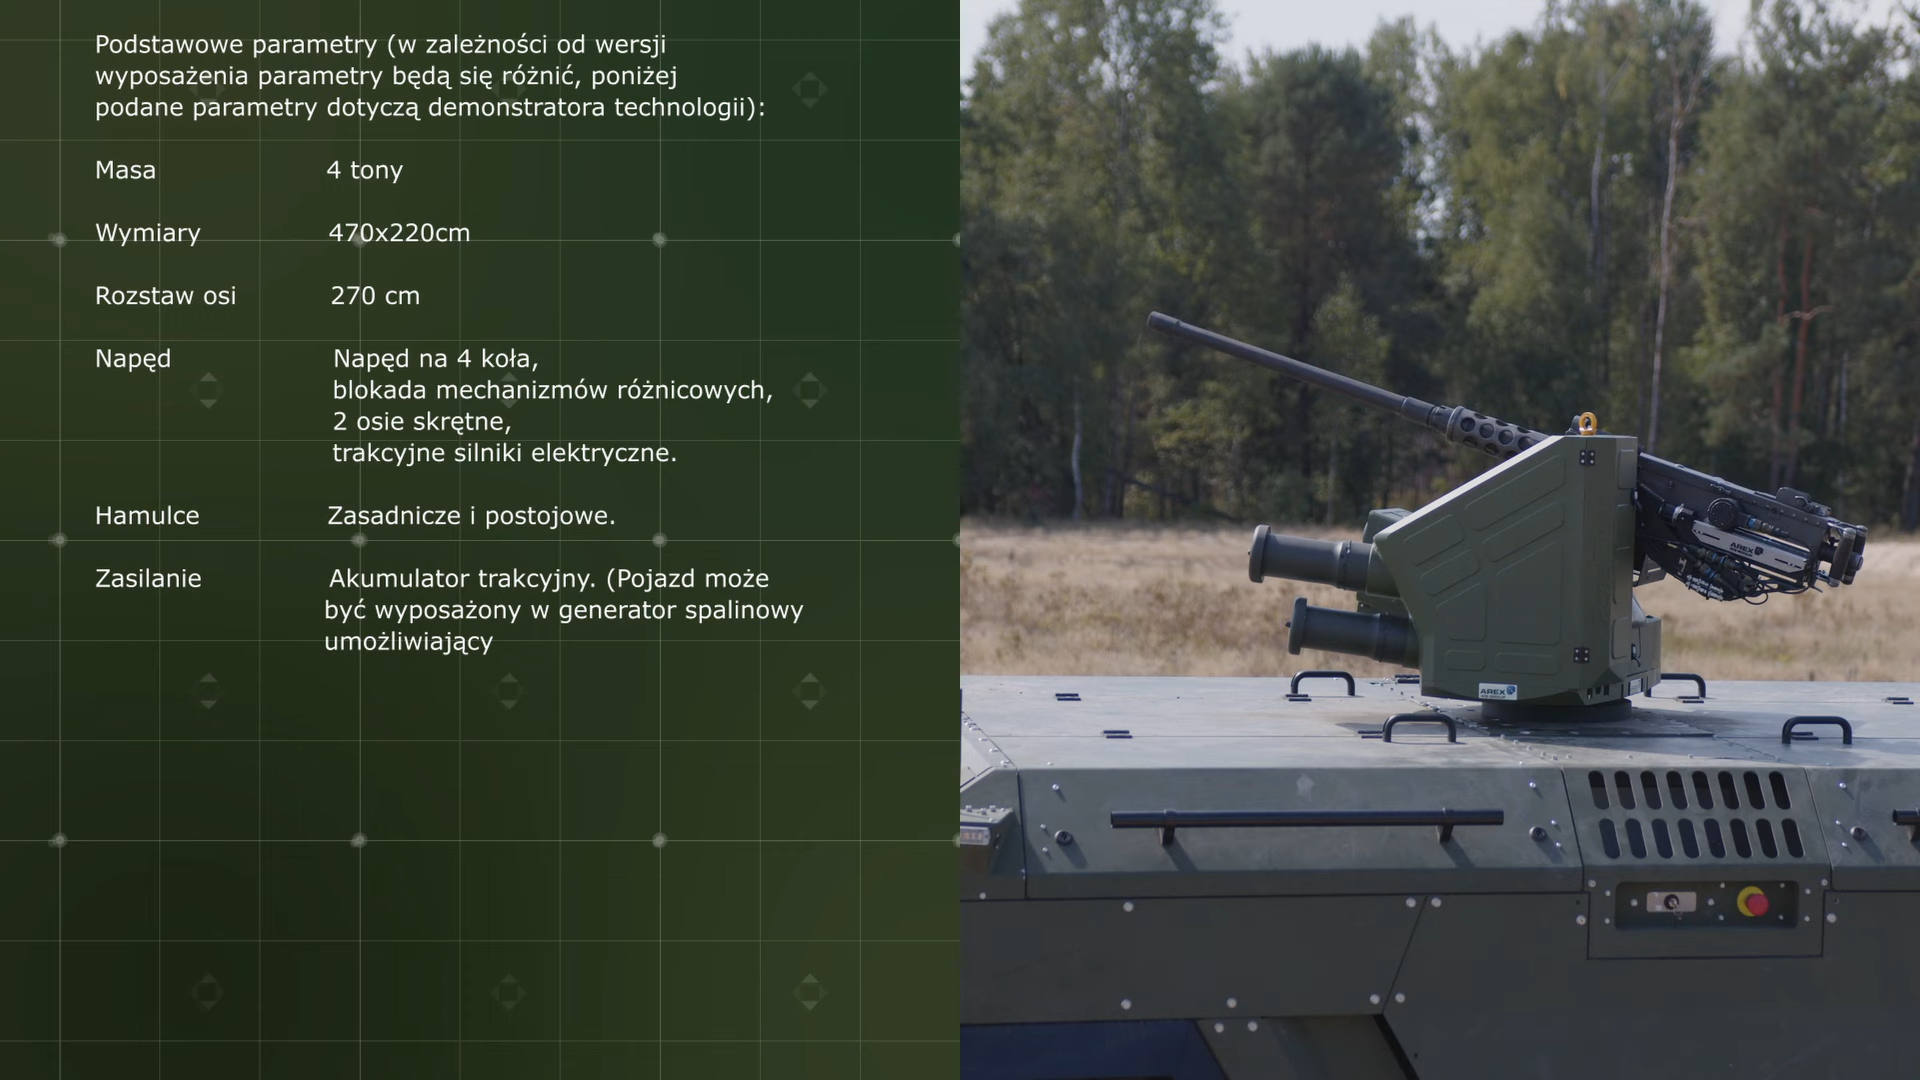 Podstawowe parametry (w zależności od wersji
wyposażenia parametry będą się różnić, poniżej
podane parametry dotyczą demonstratora technologii):
Masa 4 tony
Wymiary 470x220cm
Rozstaw osi 270 cm
Napęd Napęd na 4 koła,
blokada mechanizmów różnicowych,
2 osie skrętne,
trakcyjne silniki elektryczne.
Hamulce Zasadnicze i postojowe.
Zasilanie Akumulator trakcyjny. (Pojazd może
być wyposażony w generator spalinowy
umożliwiający
AREX
AREX